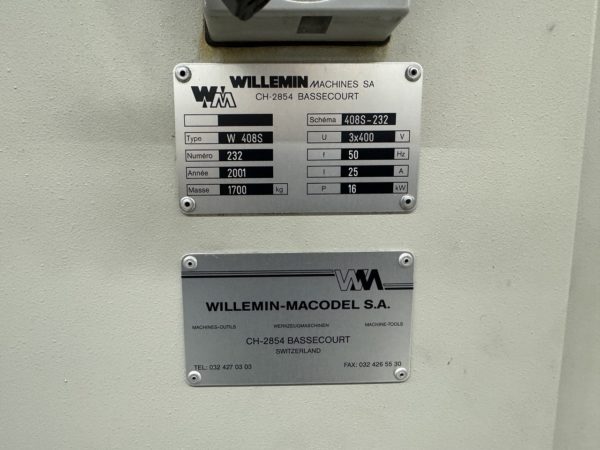 WM WILLEMIN MACHINES SA
CH-2854 BASSECOURT
Schéma 408S-232
Type W 408S U 3x400 V
Numéro 232 f 50 Hz
Année 2001 I 25 A
Masse 1700 kg P 16 kW
WM
WILLEMIN-MACODEL S.A.
MACHINES-OUTILS WERKZEUGMASCHINEN MACHINE-TOOLS
CH-2854 BASSECOURT
SWITZERLAND
TEL: 032 427 03 03 FAX: 032 426 55 30